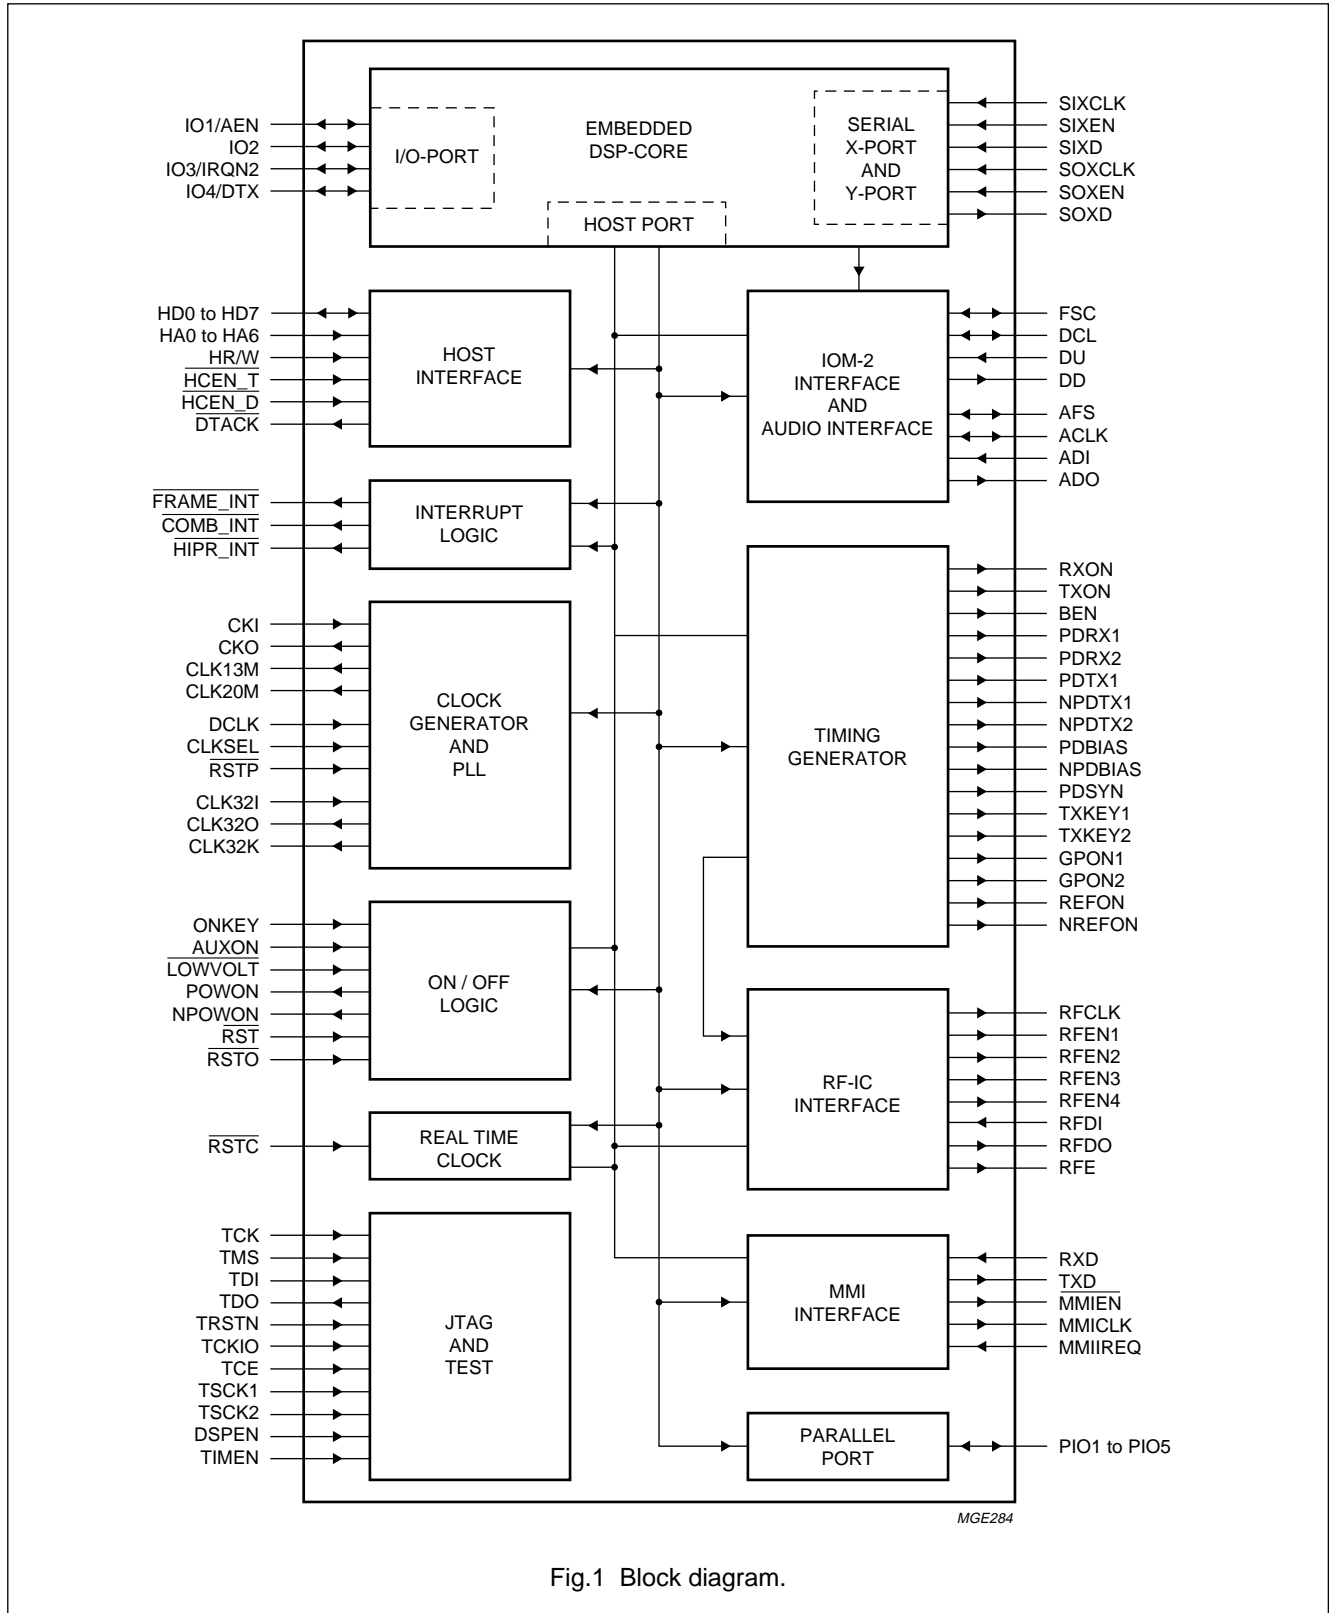 IO1/AEN
IO2
IO3/IRQN2
IO4/DTX
I/O-PORT
EMBEDDED
DSP-CORE
HOST PORT
SERIAL
X-PORT
AND
Y-PORT
SIXCLK
SIXEN
SIXD
SOXCLK
SOXEN
SOXD
HD0 to HD7
HA0 to HA6
HR/W
HCEN_T
HCEN_D
DTACK
HOST
INTERFACE
IOM-2
INTERFACE
AND
AUDIO INTERFACE
FSC
DCL
DU
DD
AFS
ACLK
ADI
ADO
FRAME_INT
COMB_INT
HIPR_INT
INTERRUPT
LOGIC
CKI
CKO
CLK13M
CLK20M
DCLK
CLKSEL
RSTP
CLK32I
CLK32O
CLK32K
CLOCK
GENERATOR
AND
PLL
TIMING
GENERATOR
RXON
TXON
BEN
PDRX1
PDRX2
PDTX1
NPDTX1
NPDTX2
PDBIAS
NPDBIAS
PDSYN
TXKEY1
TXKEY2
GPON1
GPON2
REFON
NREFON
ONKEY
AUXON
LOWVOLT
POWON
NPOWON
RST
RSTO
ON / OFF
LOGIC
RF-IC
INTERFACE
RFCLK
RFEN1
RFEN2
RFEN3
RFEN4
RFDI
RFDO
RFE
RSTC
REAL TIME
CLOCK
TCK
TMS
TDI
TDO
TRSTN
TCKIO
TCE
TSCK1
TSCK2
DSPEN
TIMEN
JTAG
AND
TEST
MMI
INTERFACE
RXD
TXD
MMIEN
MMICLK
MMIIREQ
PARALLEL
PORT
PIO1 to PIO5
MGE284
Fig.1 Block diagram.